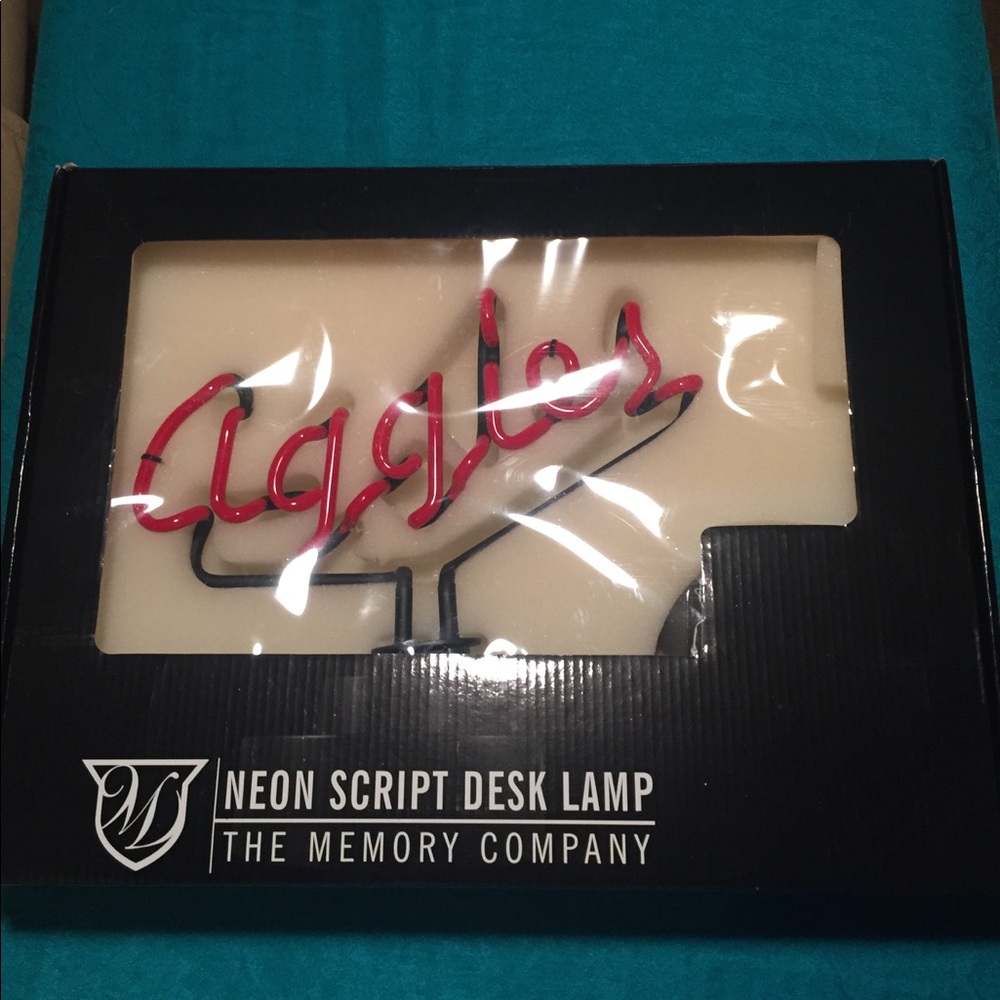 Aggies
NEON SCRIPT DESK LAMP
THE MEMORY COMPANY